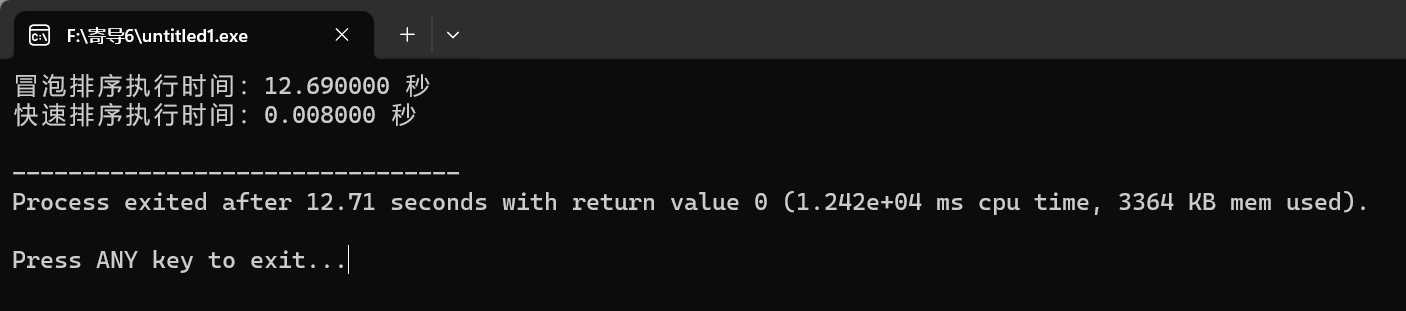 F:\寄导6\untitled1.exe
冒泡排序执行时间: 12.690000 秒
快速排序执行时间: 0.008000 秒
--------------------------------
Process exited after 12.71 seconds with return value 0 (1.242e+04 ms cpu time, 3364 KB mem used).
Press ANY key to exit...